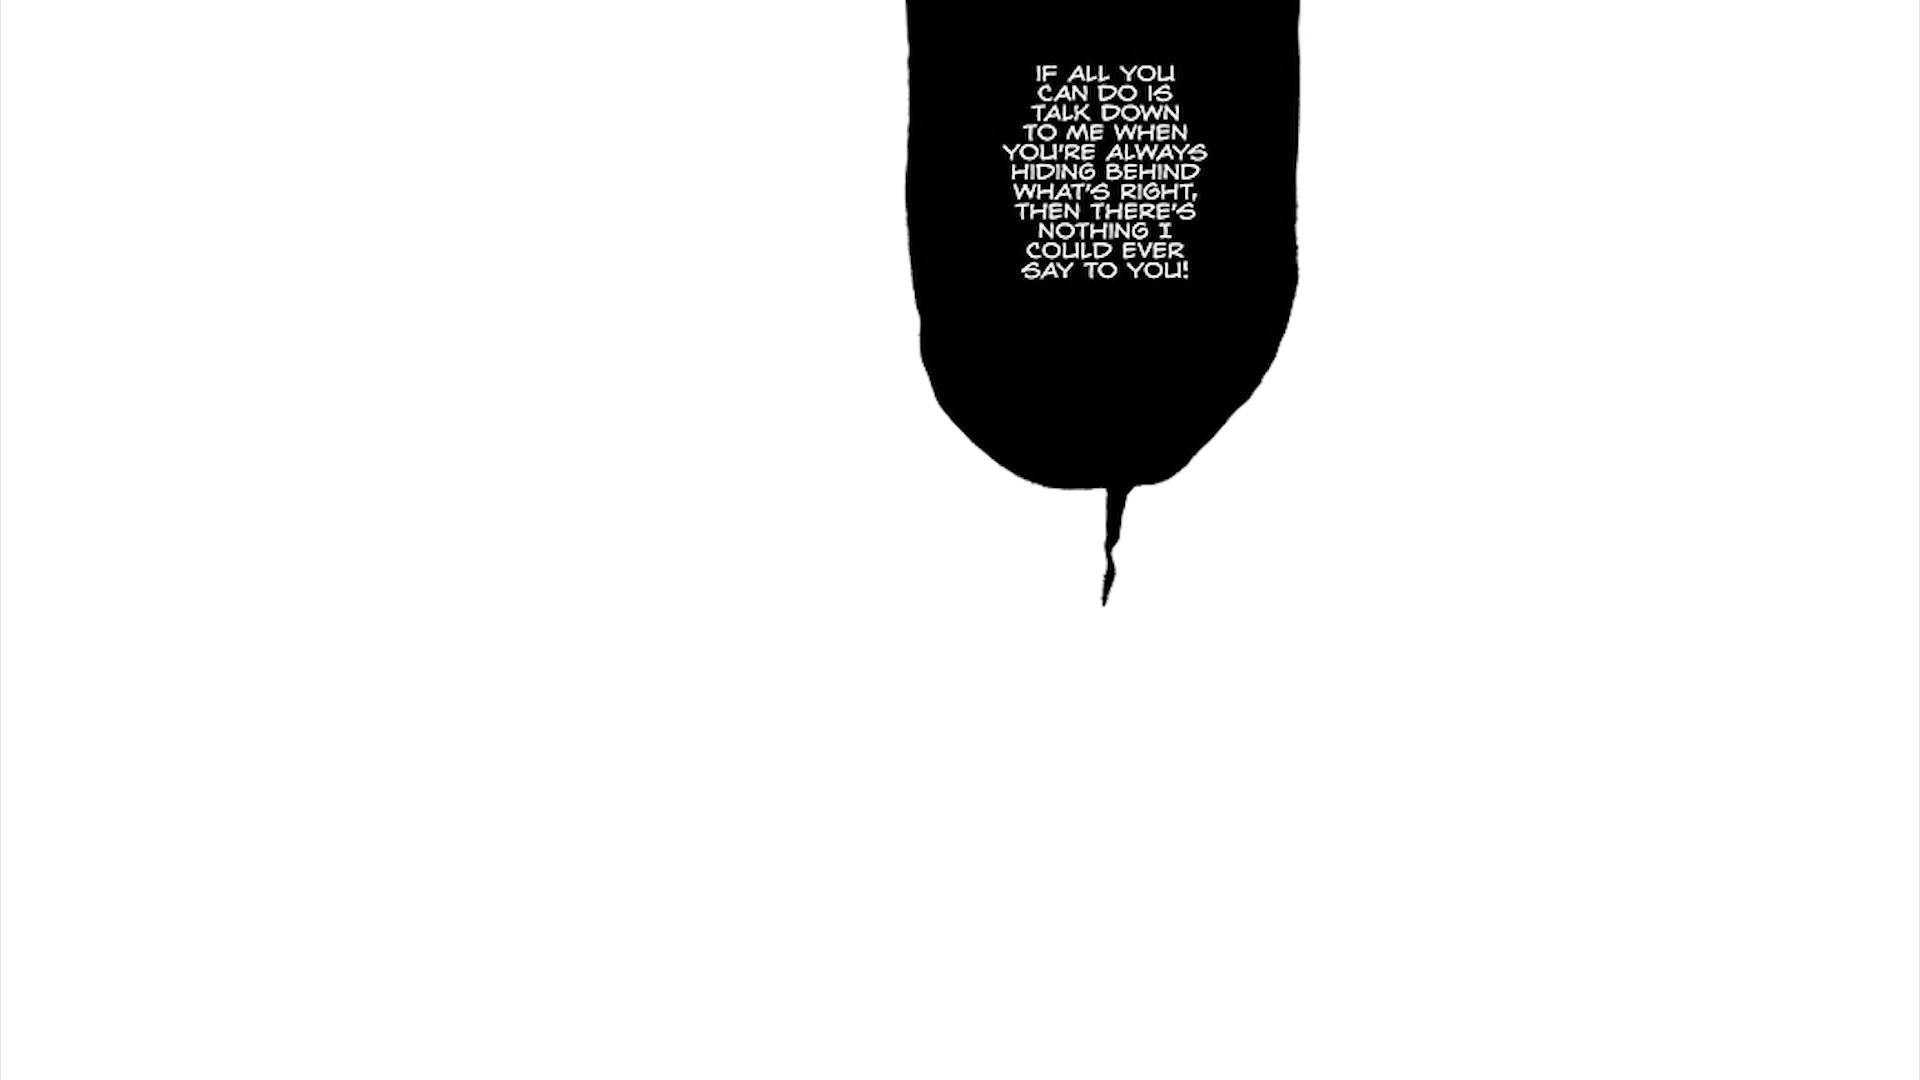 IF ALL YOU
CAN DO IS
TALK DOWN
TO ME WHEN
YOU'RE ALWAYS
HIDING BEHIND
WHAT'S RIGHT,
THEN THERE'S
NOTHING I
COULD EVER
SAY TO YOU!